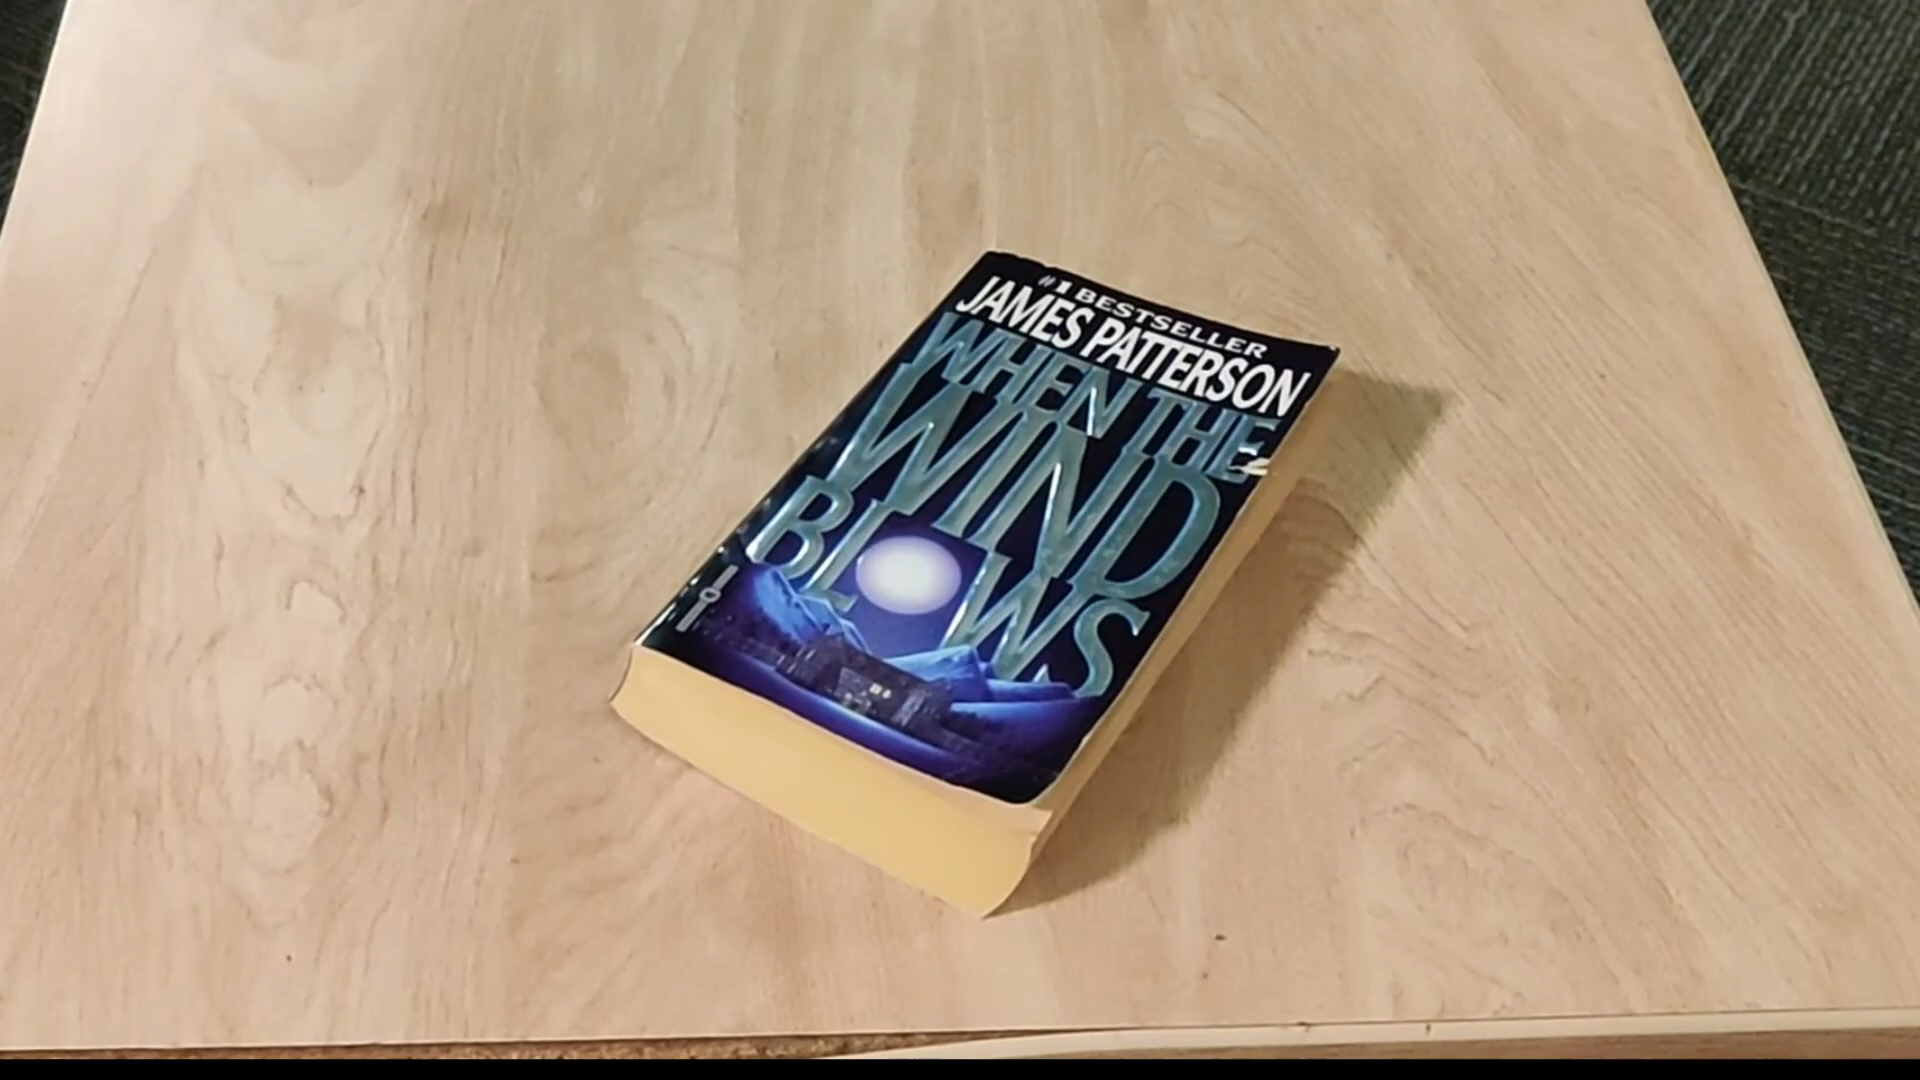 #1 BESTSELLER
JAMES PATTERSON
WHEN THE
WIND
BLOWS